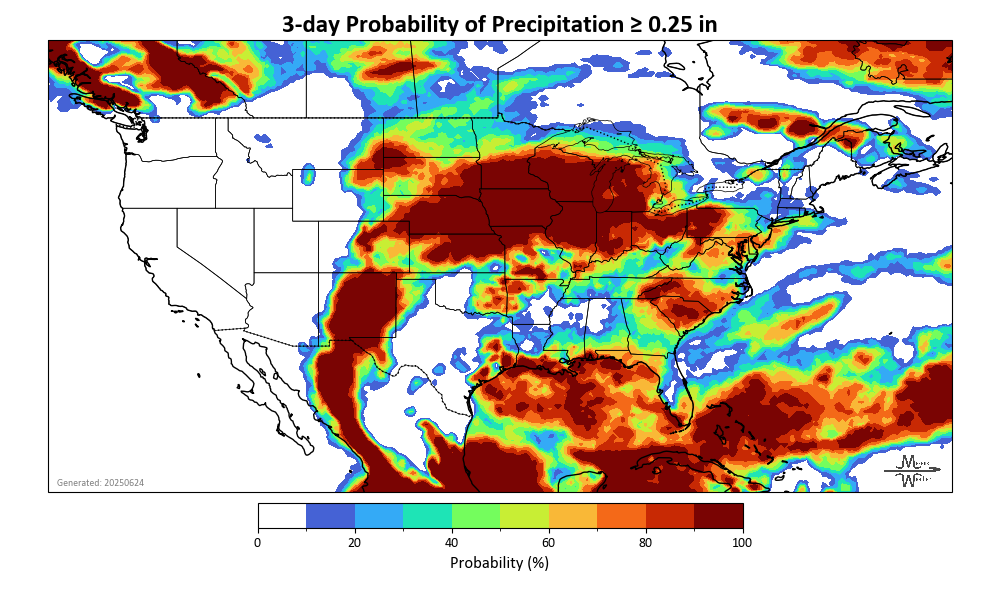 3-day Probability of Precipitation ≥ 0.25 in
Generated: 20250624
0 20 40 60 80 100
Probability (%)